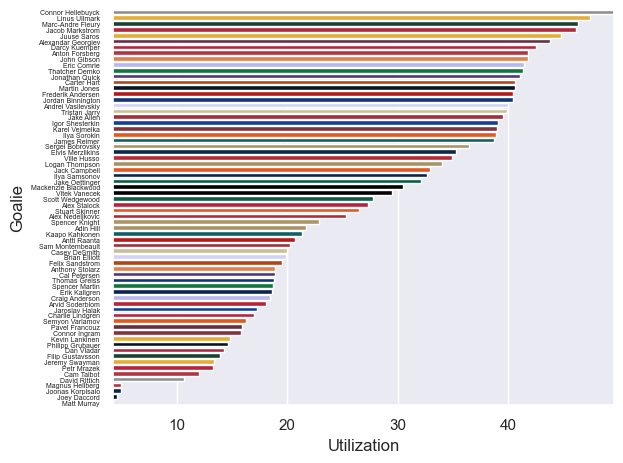 Connor Hellebuyck
Linus Ullmark
Marc-Andre Fleury
Jacob Markstrom
Juuse Saros
Alexandar Georgiev
Darcy Kuemper
Anton Forsberg
John Gibson
Eric Comrie
Thatcher Demko
Jonathan Quick
Carter Hart
Martin Jones
Frederik Andersen
Jordan Binnington
Andrei Vasilevskiy
Tristan Jarry
Jake Allen
Igor Shesterkin
Karel Vejmelka
Ilya Sorokin
James Reimer
Sergei Bobrovsky
Elvis Merzlikins
Ville Husso
Logan Thompson
Jack Campbell
Ilya Samsonov
Jake Oettinger
Mackenzie Blackwood
Vitek Vanecek
Scott Wedgewood
Alex Stalock
Stuart Skinner
Alex Nedeljkovic
Spencer Knight
Adin Hill
Kaapo Kahkonen
Antti Raanta
Sam Montembeault
Casey DeSmith
Brian Elliott
Felix Sandstrom
Anthony Stolarz
Cal Petersen
Thomas Greiss
Spencer Martin
Erik Kallgren
Craig Anderson
Arvid Soderblom
Jaroslav Halak
Charlie Lindgren
Semyon Varlamov
Pavel Francouz
Connor Ingram
Kevin Lankinen
Philipp Grubauer
Dan Vladar
Filip Gustavsson
Jeremy Swayman
Petr Mrazek
Cam Talbot
David Rittich
Magnus Hellberg
Joonas Korpisalo
Joey Daccord
Matt Murray
Goalie
10 20 30 40
Utilization